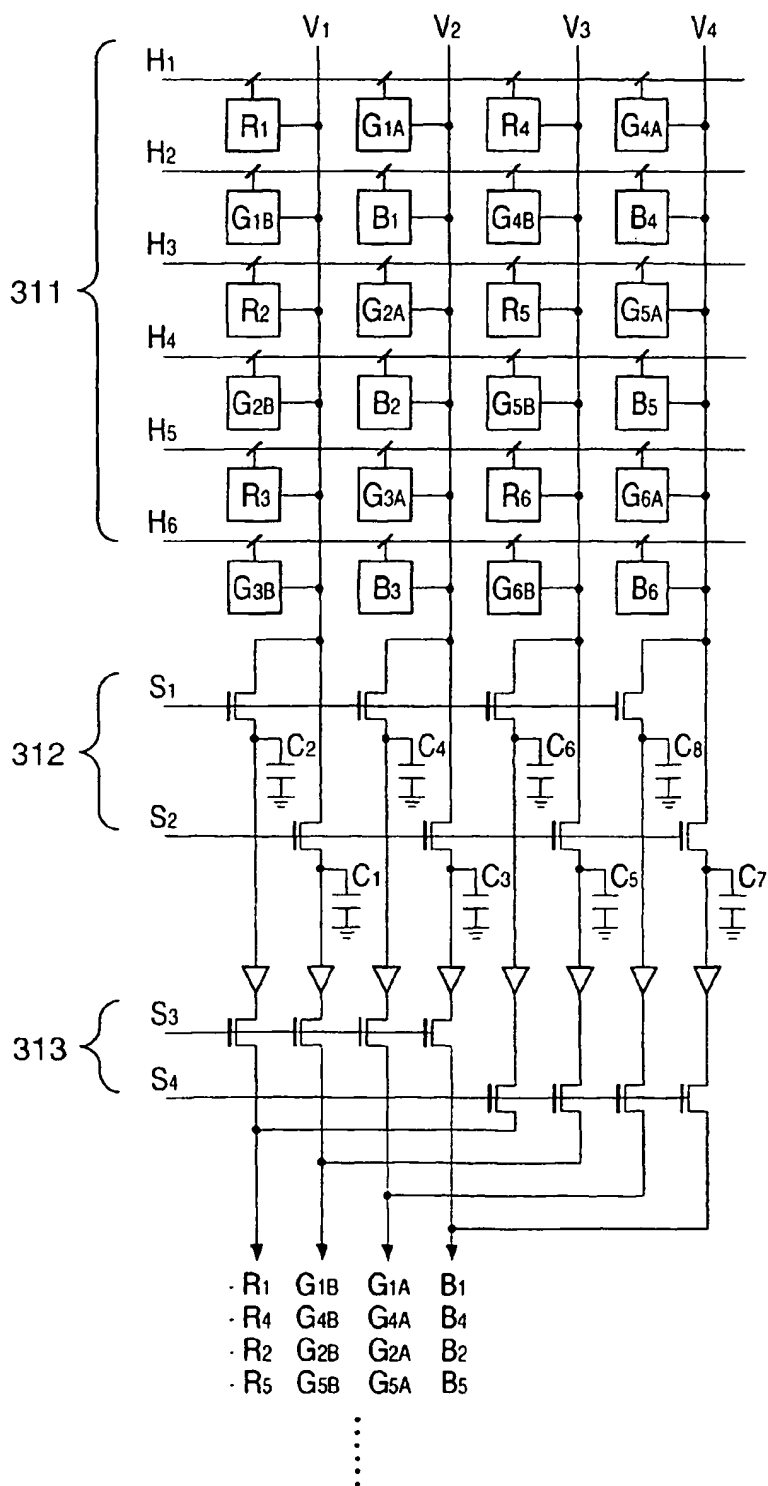 V1 V2 V3 V4
H1
R1 G1A R4 G4A
H2
G1B B1 G4B B4
H3
311
R2 G2A R5 G5A
H4
G2B B2 G5B B5
H5
R3 G3A R6 G6A
H6
G3B B3 G6B B6
S1
312
C2 C4 C6 C8
S2
C1 C3 C5 C7
S3
313
S4
R1 G1B G1A B1
R4 G4B G4A B4
R2 G2B G2A B2
R5 G5B G5A B5